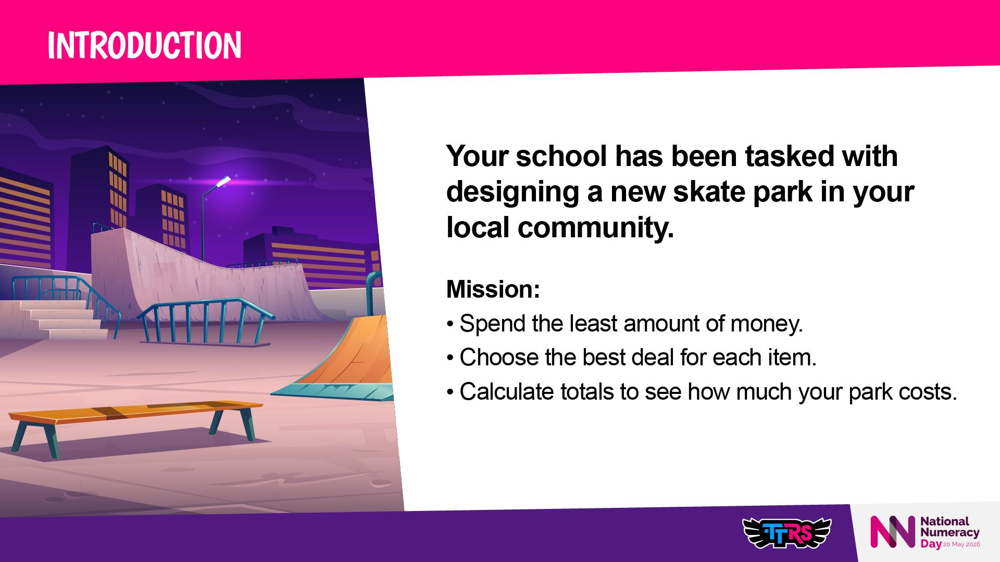 INTRODUCTION
Your school has been tasked with
designing a new skate park in your
local community.
Mission:
• Spend the least amount of money.
• Choose the best deal for each item.
• Calculate totals to see how much your park costs.
TTRS
National
Numeracy
Day 20 May 2026